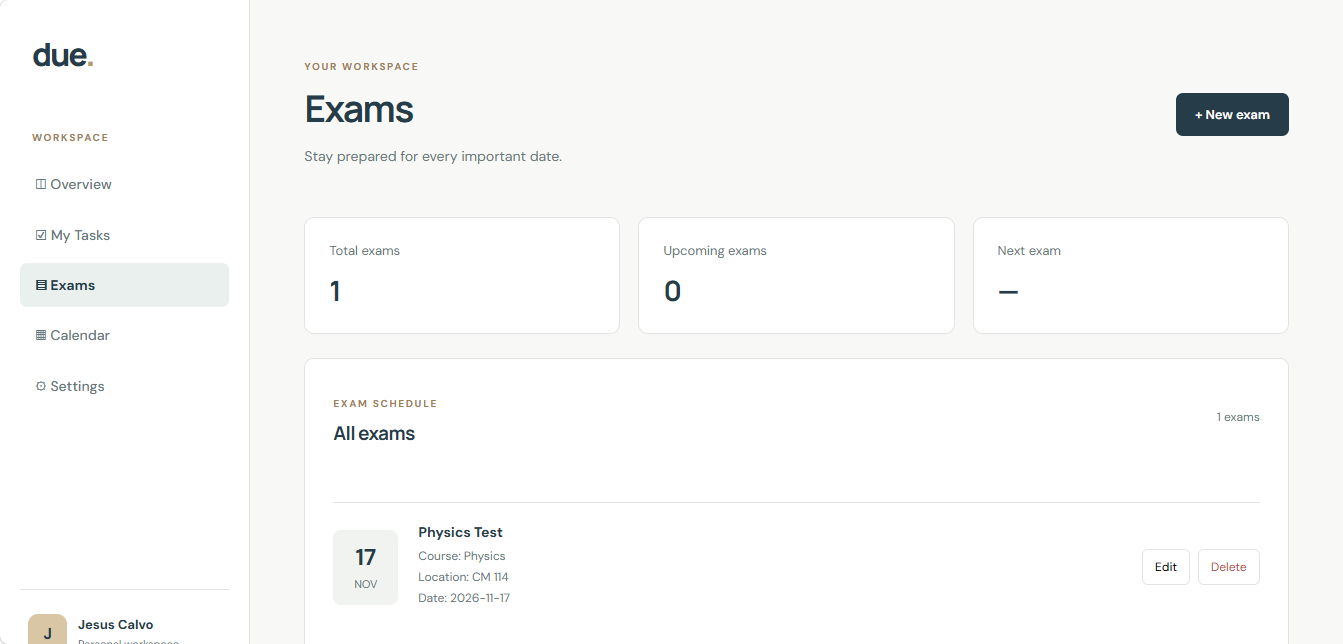 due.
WORKSPACE
Overview
My Tasks
Exams
Calendar
Settings
J
Jesus Calvo
Personal workspace
YOUR WORKSPACE
Exams
Stay prepared for every important date.
+ New exam
Total exams
1
Upcoming exams
0
Next exam
—
EXAM SCHEDULE
All exams
1 exams
17
NOV
Physics Test
Course: Physics
Location: CM 114
Date: 2026-11-17
Edit
Delete